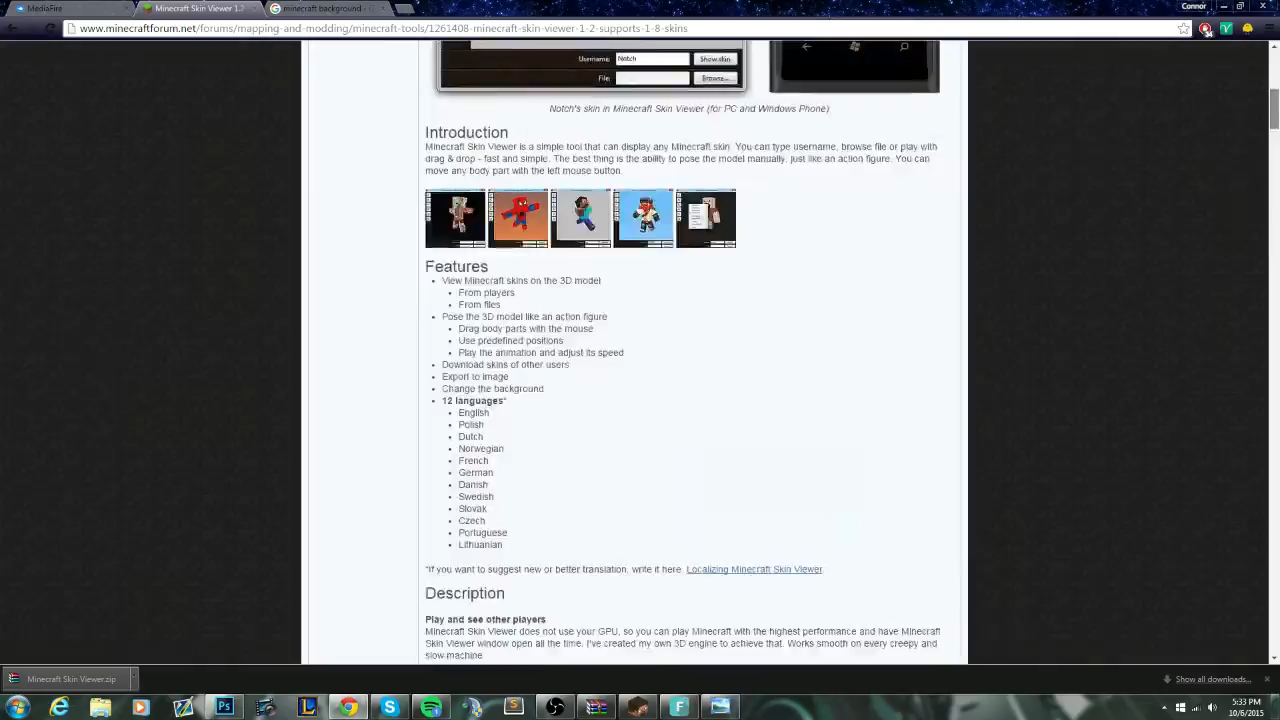 MediaFire
Minecraft Skin Viewer 1.2
minecraft background -
Connor
www.minecraftforum.net/forums/mapping-and-modding/minecraft-tools/1261408-minecraft-skin-viewer-1-2-supports-1-8-skins
Username: Notch Show skin
File: Browse...
Notch's skin in Minecraft Skin Viewer (for PC and Windows Phone)
Introduction
Minecraft Skin Viewer is a simple tool that can display any Minecraft skin. You can type username, browse file or play with
drag & drop - fast and simple. The best thing is the ability to pose the model manually, just like an action figure. You can
move any body part with the left mouse button.
Features
• View Minecraft skins on the 3D model
• From players
• From files
• Pose the 3D model like an action figure
• Drag body parts with the mouse
• Use predefined positions
• Play the animation and adjust its speed
• Download skins of other users
• Export to image
• Change the background
• 12 languages*
• English
• Polish
• Dutch
• Norwegian
• French
• German
• Danish
• Swedish
• Slovak
• Czech
• Portuguese
• Lithuanian
*If you want to suggest new or better translation, write it here: Localizing Minecraft Skin Viewer.
Description
Play and see other players
Minecraft Skin Viewer does not use your GPU, so you can play Minecraft with the highest performance and have Minecraft
Skin Viewer window open all the time. I've created my own 3D engine to achieve that. Works smooth on every creepy and
slow machine.
Minecraft Skin Viewer.zip
Show all downloads...
5:33 PM
10/6/2015